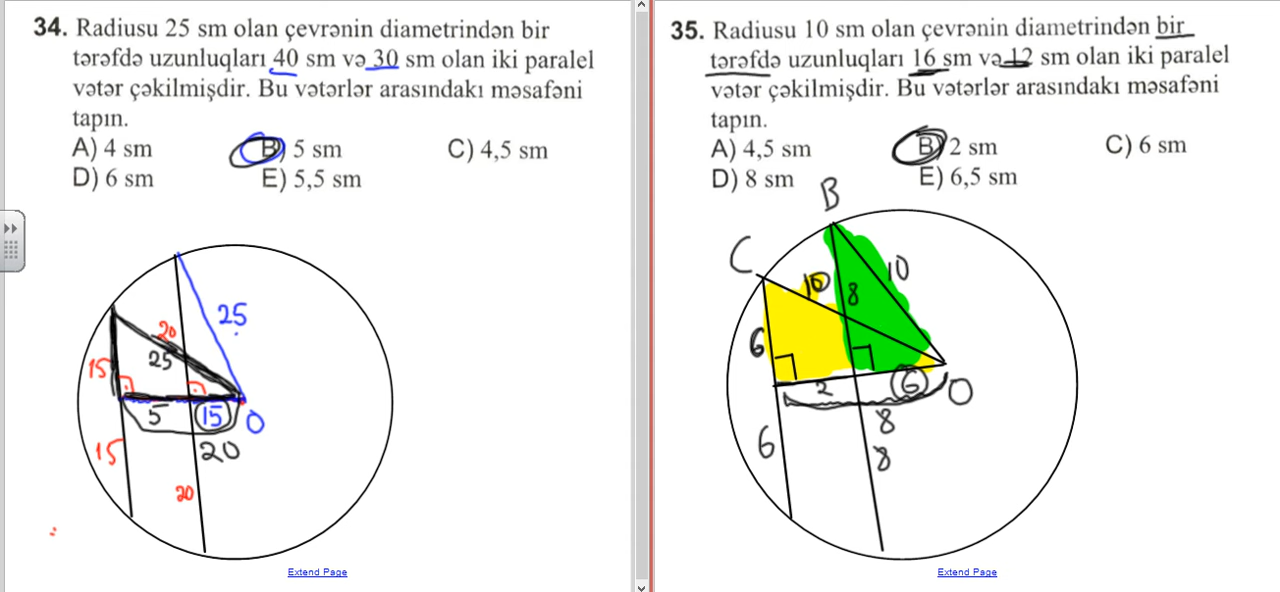 34. Radiusu 25 sm olan çevrənin diametrindən bir
tərəfdə uzunluqları 40 sm və 30 sm olan iki paralel
vətər çəkilmişdir. Bu vətərlər arasındakı məsafəni
tapın.
A) 4 sm B) 5 sm C) 4,5 sm
D) 6 sm E) 5,5 sm
25
20
25
15
5
15
O
20
15
20
Extend Page
35. Radiusu 10 sm olan çevrənin diametrindən bir
tərəfdə uzunluqları 16 sm və 12 sm olan iki paralel
vətər çəkilmişdir. Bu vətərlər arasındakı məsafəni
tapın.
A) 4,5 sm B) 2 sm C) 6 sm
D) 8 sm E) 6,5 sm
B
C
10
10
8
6
2
6
O
8
6
8
Extend Page